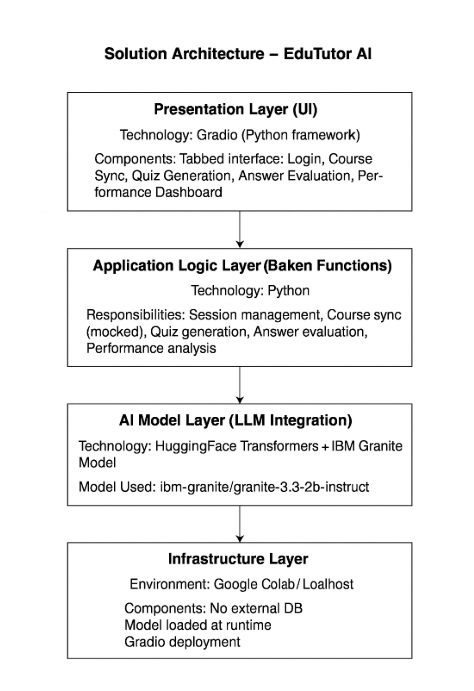 Solution Architecture – EduTutor AI
Presentation Layer (UI)
Technology: Gradio (Python framework)
Components: Tabbed interface: Login, Course
Sync, Quiz Generation, Answer Evaluation, Per-
formance Dashboard
Application Logic Layer (Baken Functions)
Technology: Python
Responsibilities: Session management, Course sync
(mocked), Quiz generation, Answer evaluation,
Performance analysis
AI Model Layer (LLM Integration)
Technology: HuggingFace Transformers + IBM Granite
Model
Model Used: ibm-granite/granite-3.3-2b-instruct
Infrastructure Layer
Environment: Google Colab/Loalhost
Components: No external DB
Model loaded at runtime
Gradio deployment